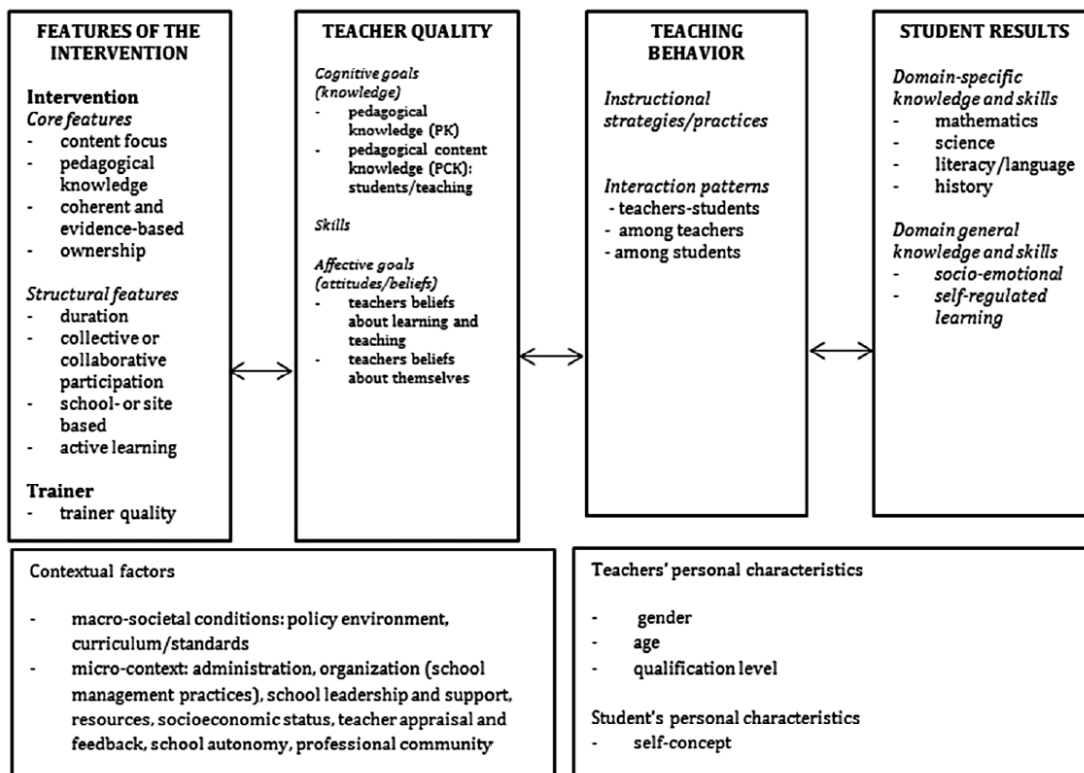 FEATURES OF THE
INTERVENTION
Intervention
Core features
- content focus
- pedagogical
knowledge
- coherent and
evidence-based
- ownership
Structural features
- duration
- collective or
collaborative
participation
- school- or site
based
- active learning
Trainer
- trainer quality
TEACHER QUALITY
Cognitive goals
(knowledge)
- pedagogical
knowledge (PK)
- pedagogical content
knowledge (PCK):
students/teaching
Skills
Affective goals
(attitudes/beliefs)
- teachers beliefs
about learning and
teaching
- teachers beliefs
about themselves
TEACHING
BEHAVIOR
Instructional
strategies/practices
Interaction patterns
- teachers-students
- among teachers
- among students
STUDENT RESULTS
Domain-specific
knowledge and skills
- mathematics
- science
- literacy/language
- history
Domain general
knowledge and skills
- socio-emotional
- self-regulated
learning
Contextual factors
- macro-societal conditions: policy environment,
curriculum/standards
- micro-context: administration, organization (school
management practices), school leadership and support,
resources, socioeconomic status, teacher appraisal and
feedback, school autonomy, professional community
Teachers' personal characteristics
- gender
- age
- qualification level
Student's personal characteristics
- self-concept